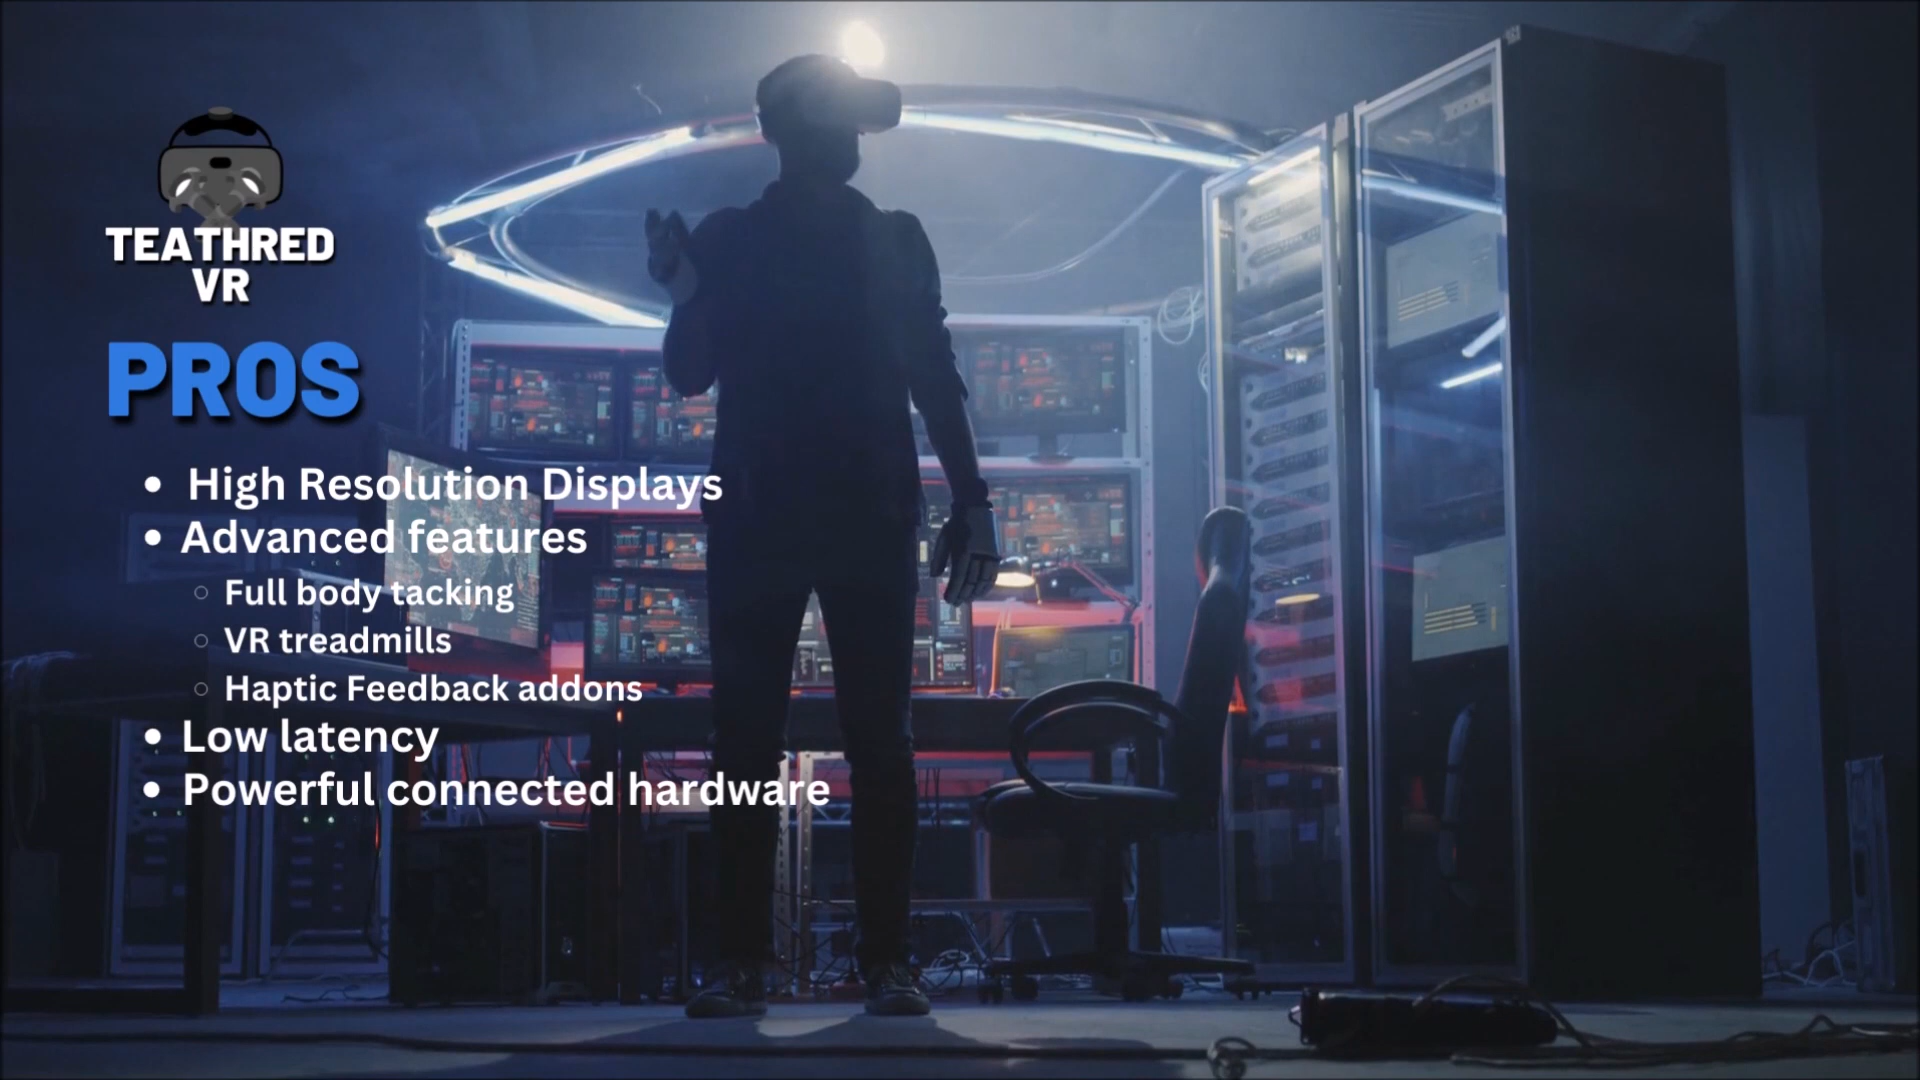 TEATHRED
VR
PROS
• High Resolution Displays
• Advanced features
○ Full body tacking
○ VR treadmills
○ Haptic Feedback addons
• Low latency
• Powerful connected hardware